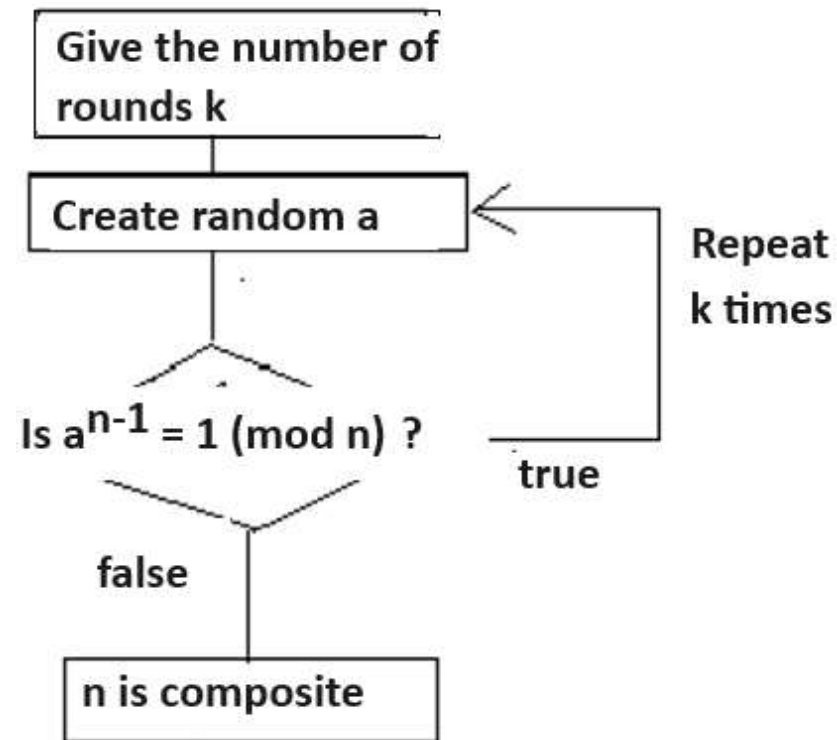 Give the number of
rounds k
Create random a
Repeat
k times
Is a^{n-1} = 1 (mod n) ?
true
false
n is composite